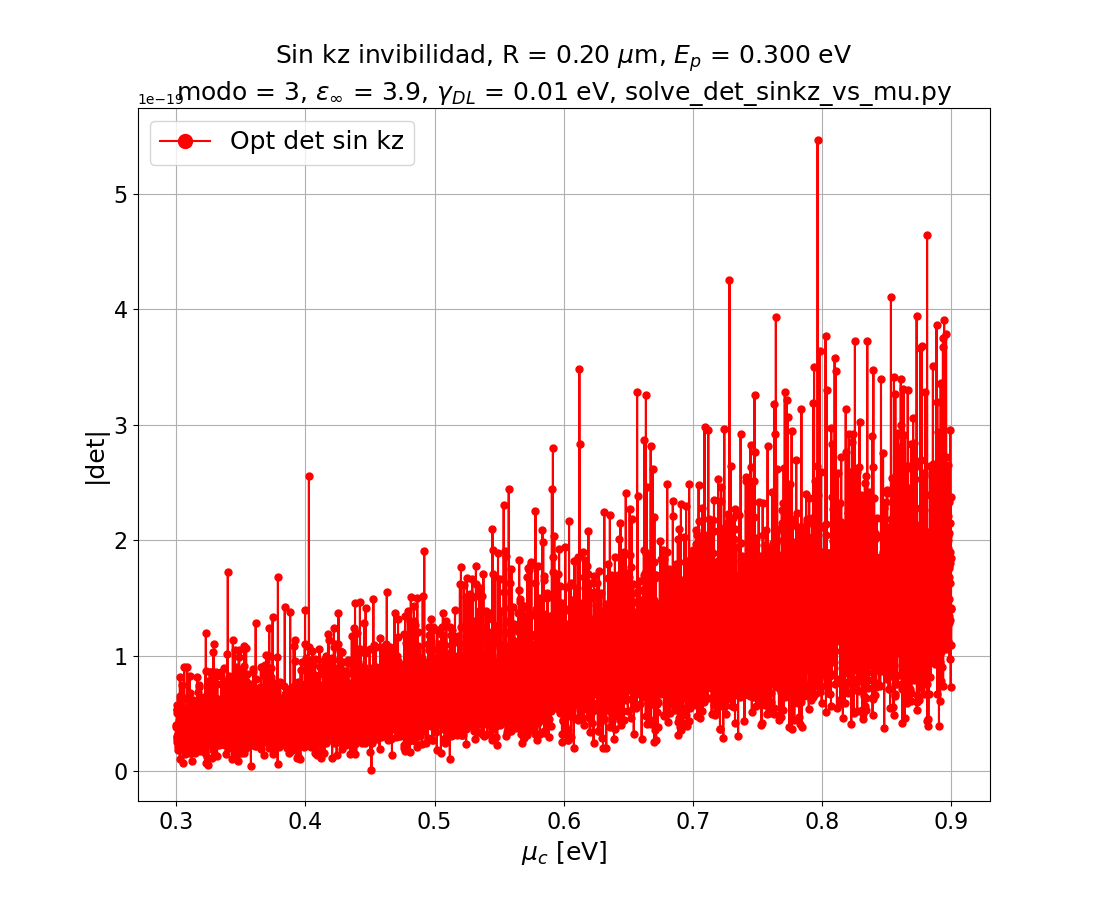 Sin kz invibilidad, R = 0.20 μm, E_p = 0.300 eV
modo = 3, ε_∞ = 3.9, γ_DL = 0.01 eV, solve_det_sinkz_vs_mu.py
1e−19
Opt det sin kz
5
4
3
2
1
0
|det|
0.3 0.4 0.5 0.6 0.7 0.8 0.9
μ_c [eV]